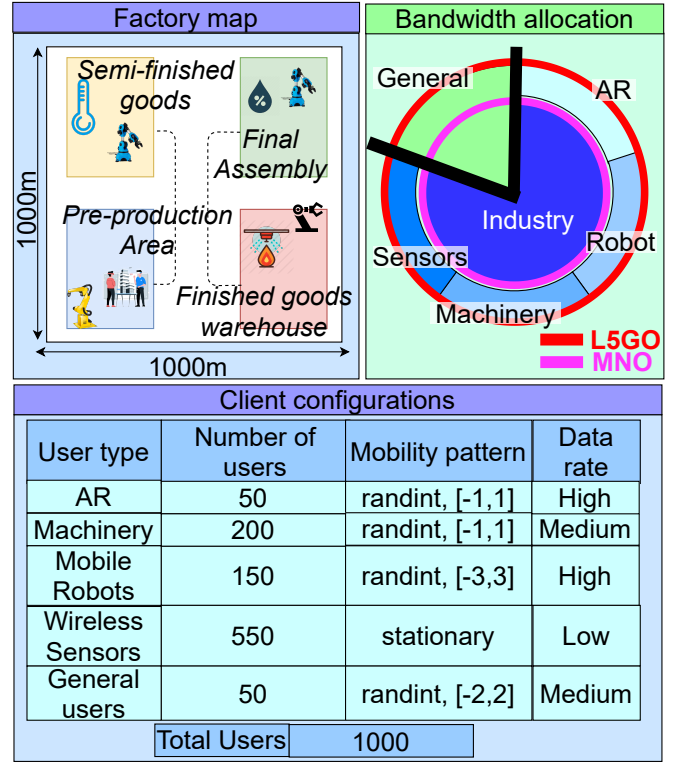 Factory map
Semi-finished
goods
Final
Assembly
Pre-production
Area
Finished goods
warehouse
1000m
1000m
%
Bandwidth allocation
General
AR
Industry
Robot
Sensors
Machinery
L5GO
MNO
Client configurations
User type Number of users Mobility pattern Data rate
AR 50 randint, [-1,1] High
Machinery 200 randint, [-1,1] Medium
Mobile Robots 150 randint, [-3,3] High
Wireless Sensors 550 stationary Low
General users 50 randint, [-2,2] Medium
Total Users 1000